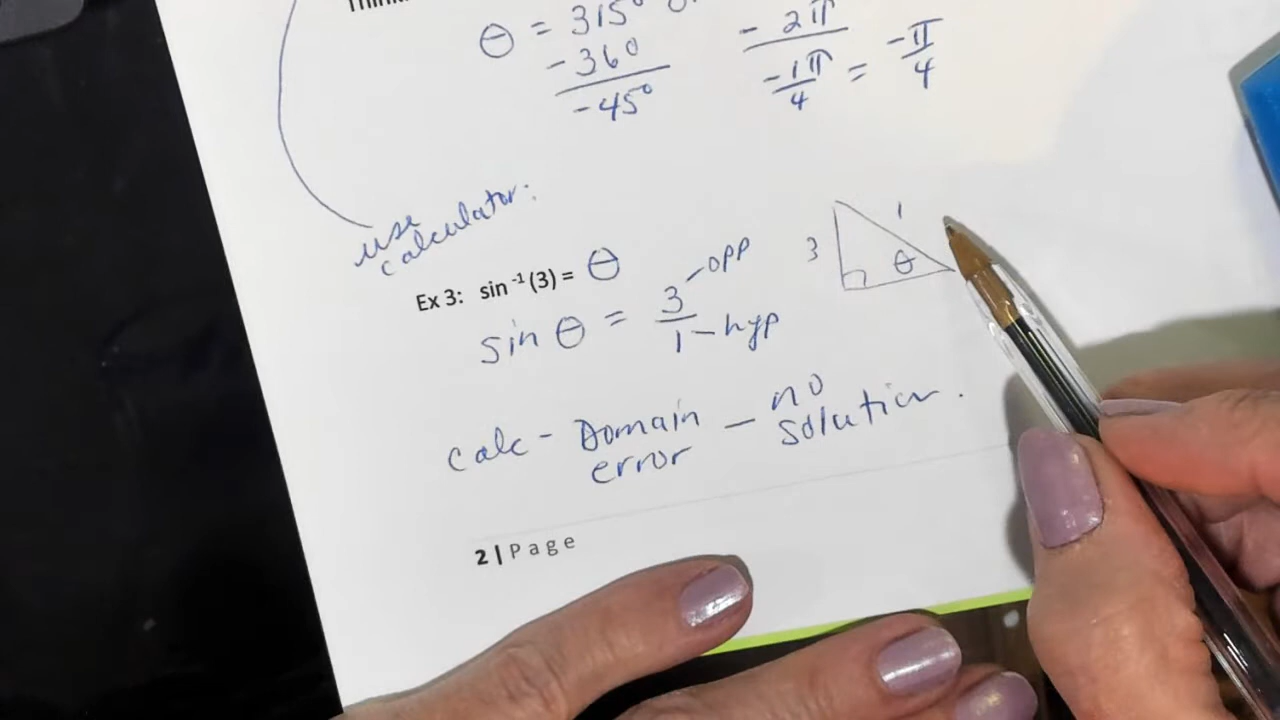 θ = 315°
- 360
-45°
- 2π
-1π/4 = -π/4
use
calculator:
Ex 3: sin⁻¹(3) = θ
sin θ = 3/1
opp
hyp
3
1
θ
calc - Domain error - no solution.
2 | Page